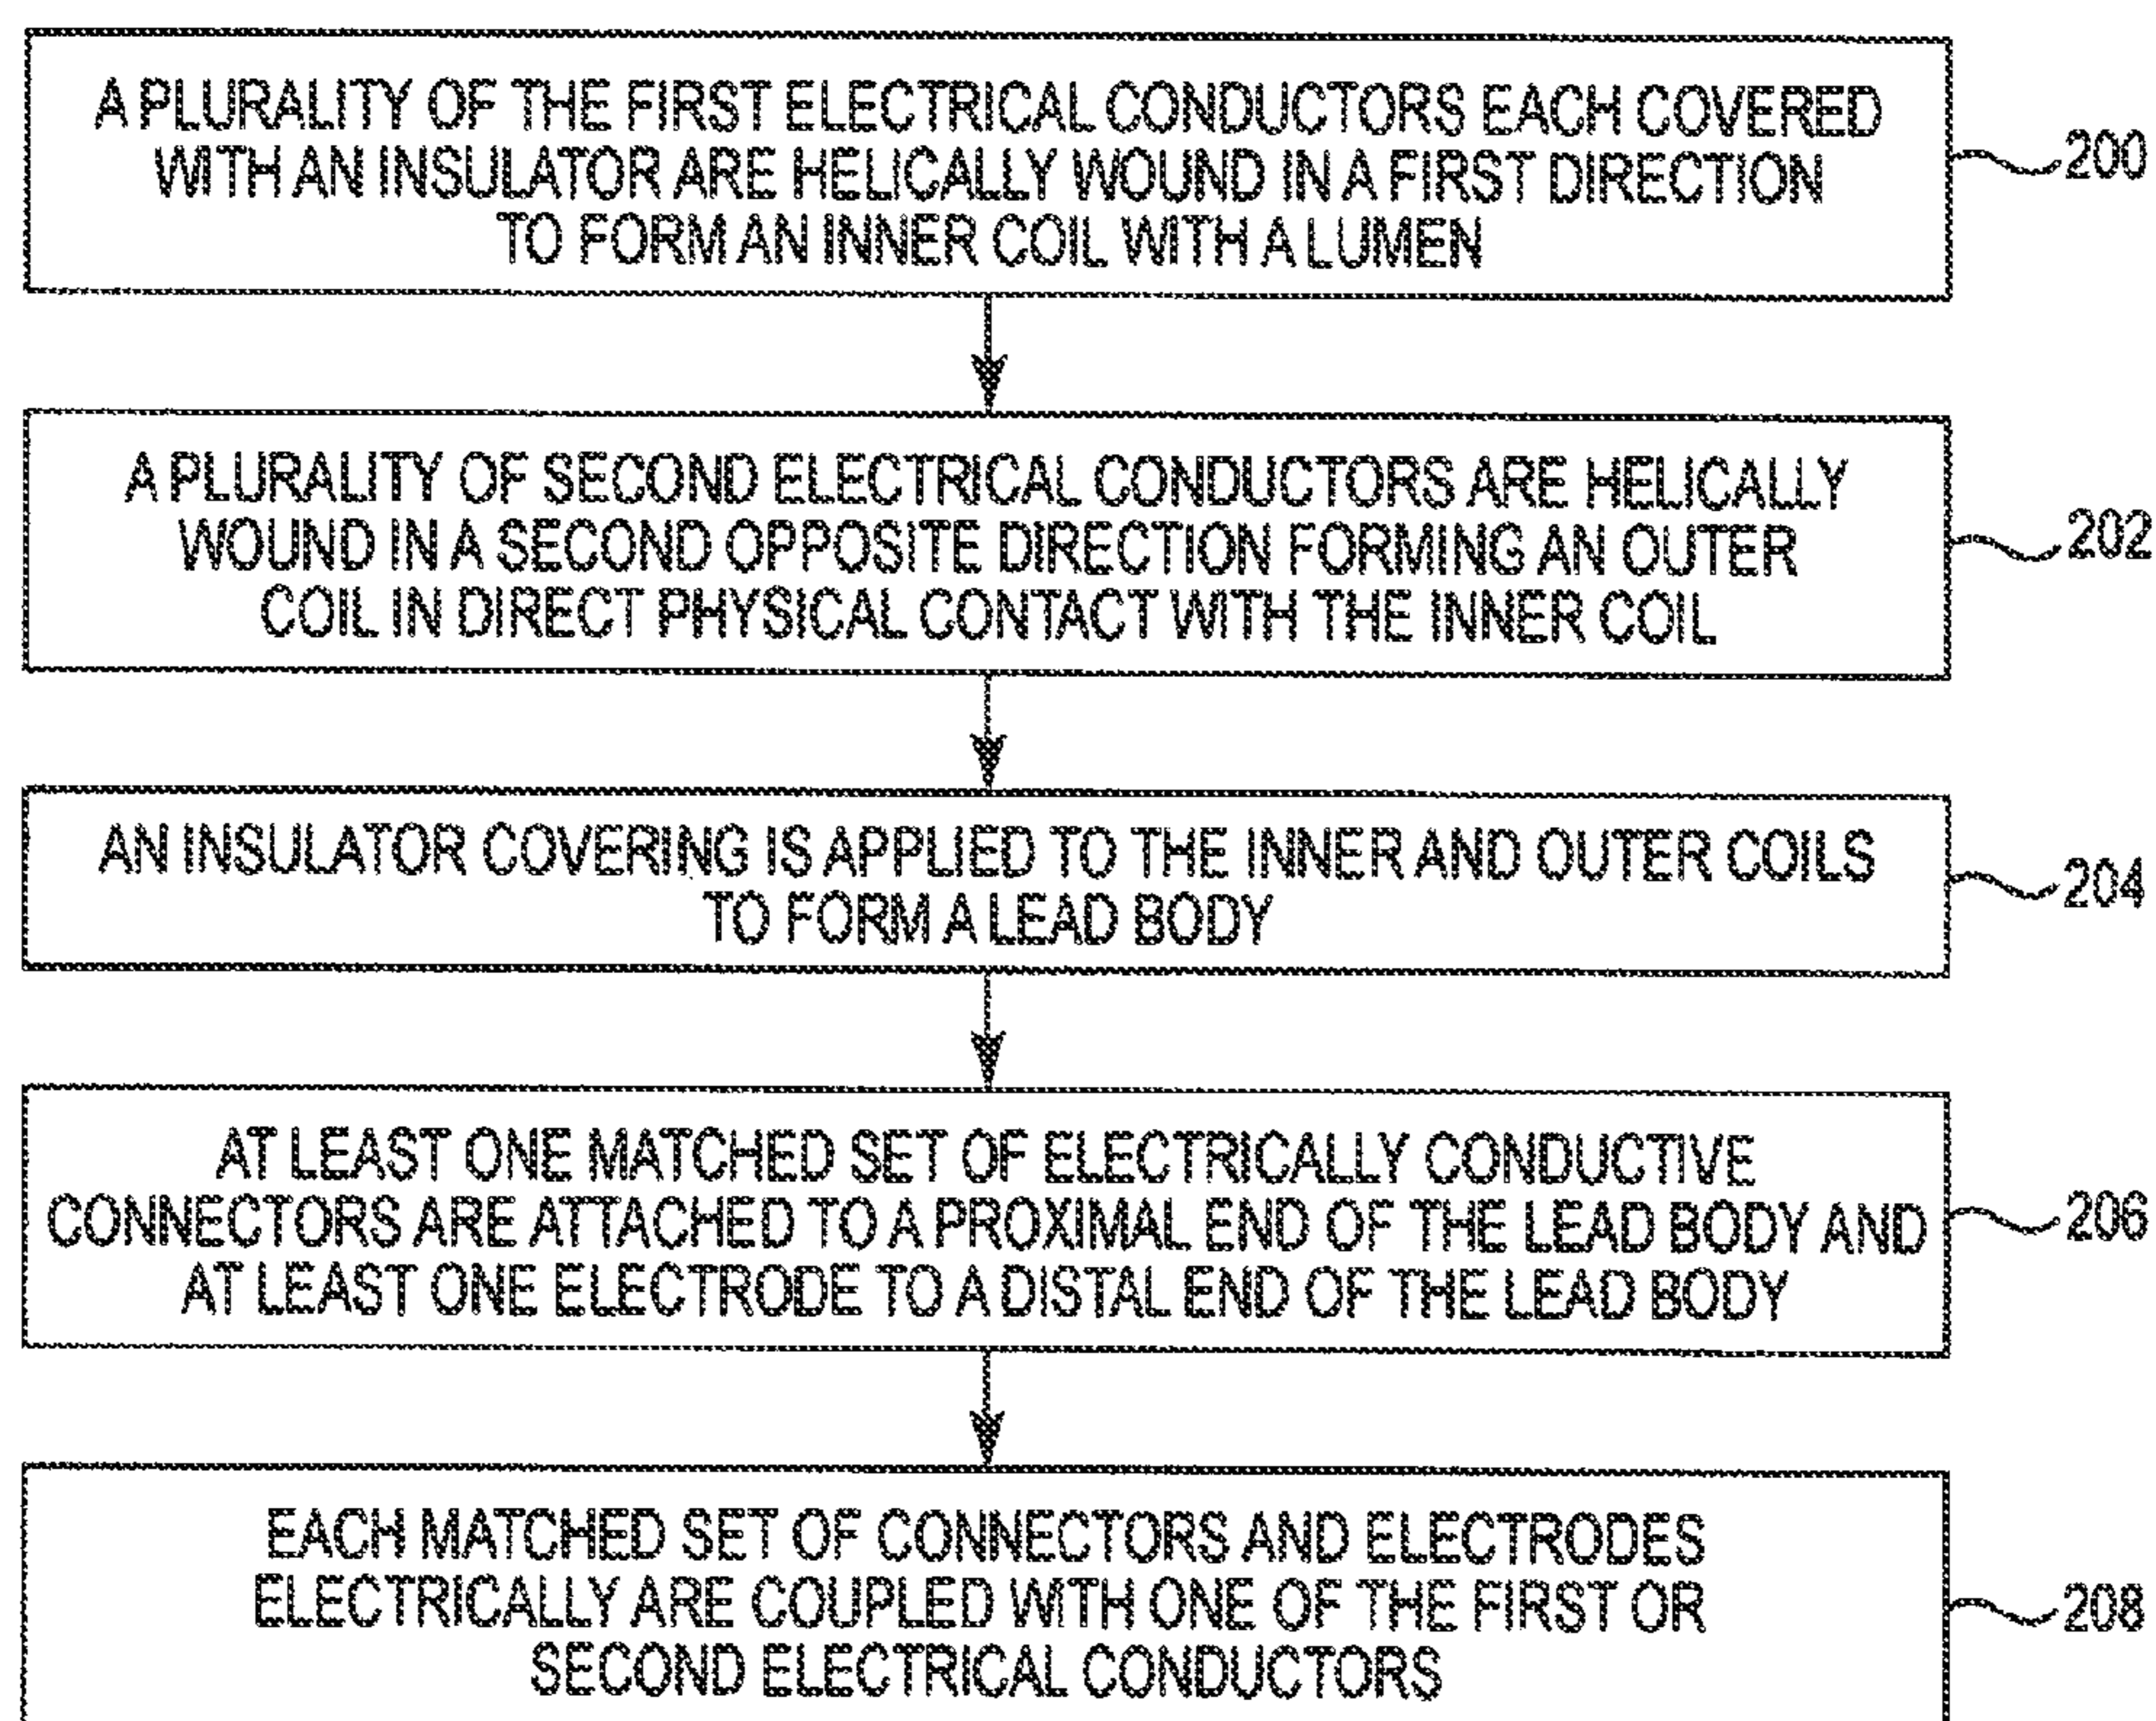 A PLURALITY OF THE FIRST ELECTRICAL CONDUCTORS EACH COVERED
WITH AN INSULATOR ARE HELICALLY WOUND IN A FIRST DIRECTION
TO FORM AN INNER COIL WITH A LUMEN
200
A PLURALITY OF SECOND ELECTRICAL CONDUCTORS ARE HELICALLY
WOUND IN A SECOND OPPOSITE DIRECTION FORMING AN OUTER
COIL IN DIRECT PHYSICAL CONTACT WITH THE INNER COIL
202
AN INSULATOR COVERING IS APPLIED TO THE INNER AND OUTER COILS
TO FORM A LEAD BODY
204
AT LEAST ONE MATCHED SET OF ELECTRICALLY CONDUCTIVE
CONNECTORS ARE ATTACHED TO A PROXIMAL END OF THE LEAD BODY AND
AT LEAST ONE ELECTRODE TO A DISTAL END OF THE LEAD BODY
206
EACH MATCHED SET OF CONNECTORS AND ELECTRODES
ELECTRICALLY ARE COUPLED WITH ONE OF THE FIRST OR
SECOND ELECTRICAL CONDUCTORS
208